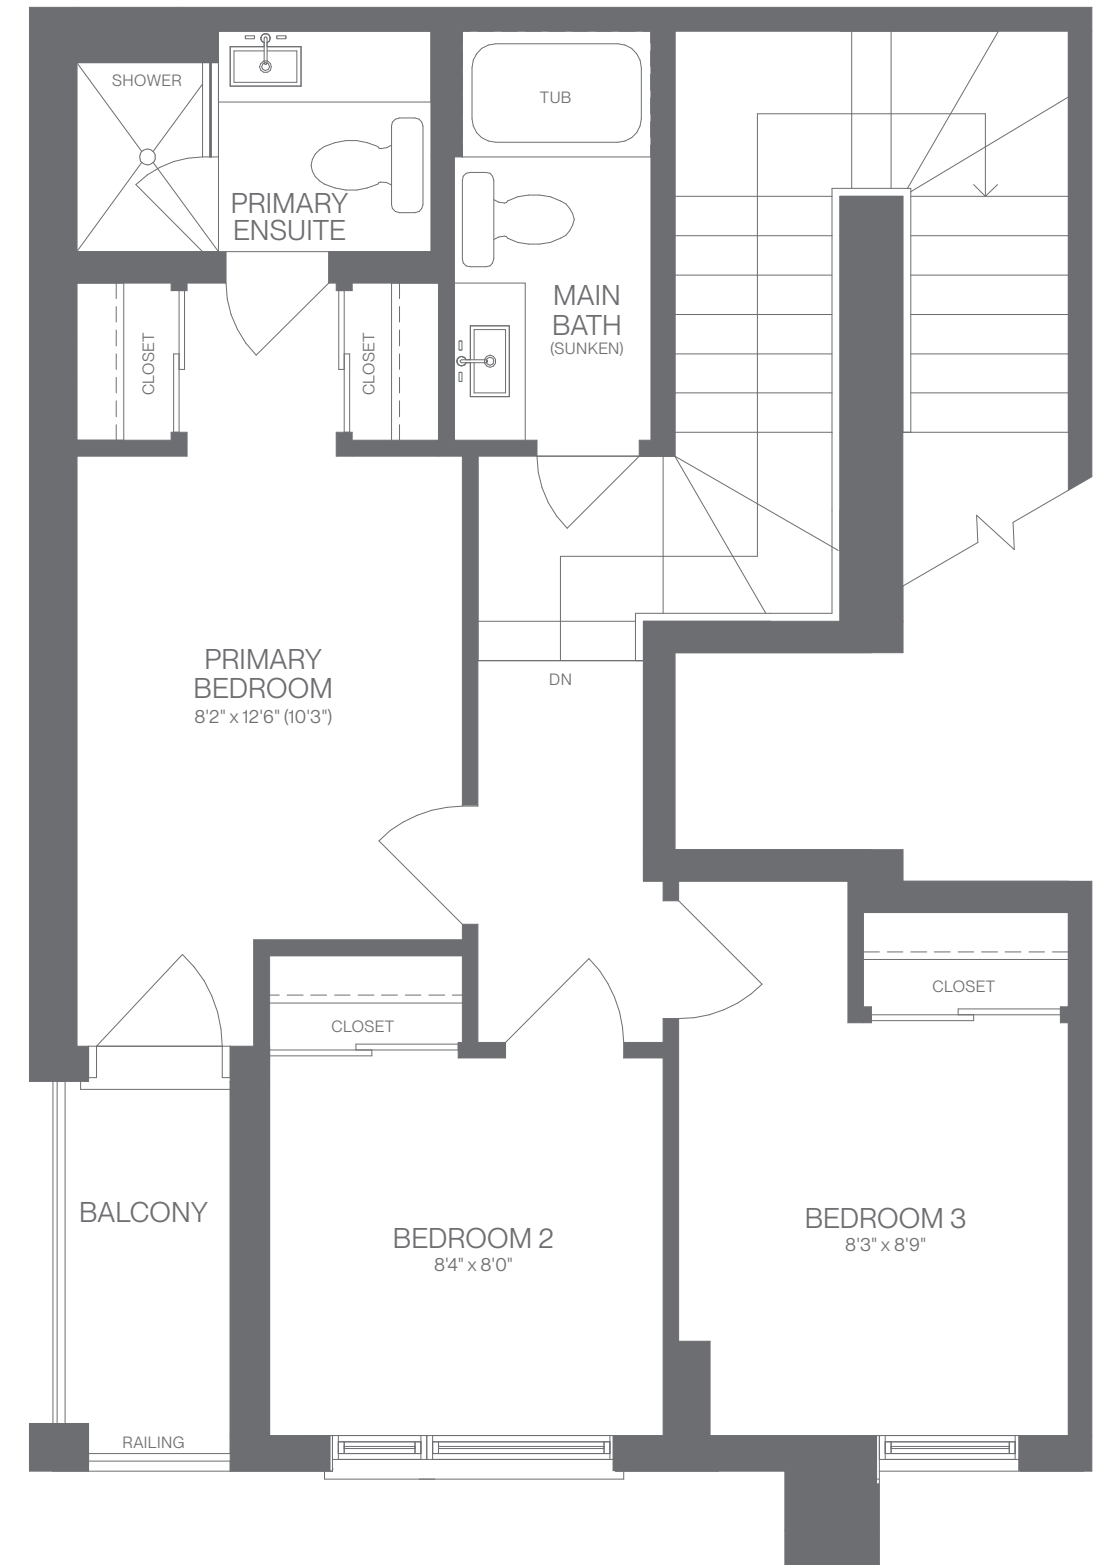 SHOWER
TUB
PRIMARY
ENSUITE
MAIN
BATH
(SUNKEN)
CLOSET
CLOSET
PRIMARY
BEDROOM
8'2" x 12'6" (10'3")
DN
CLOSET
CLOSET
BALCONY
BEDROOM 2
8'4" x 8'0"
BEDROOM 3
8'3" x 8'9"
RAILING